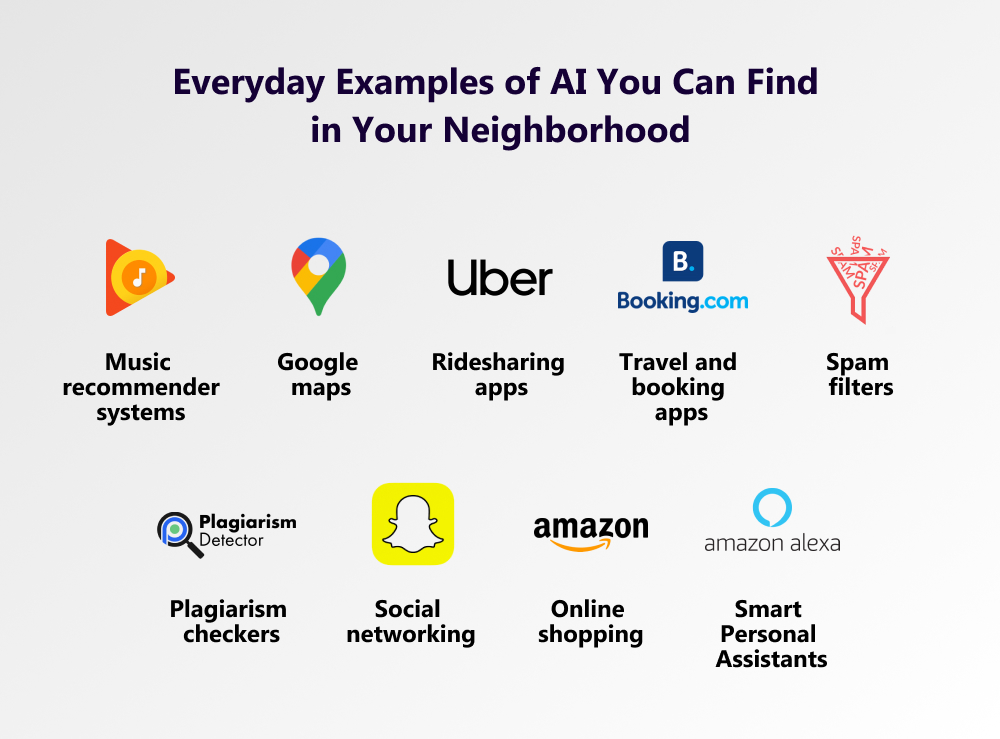 Everyday Examples of AI You Can Find
in Your Neighborhood
Uber
B.
Booking.com
SPAM
SPAM
SPAM
SPAM
Music
recommender
systems
Google
maps
Ridesharing
apps
Travel and
booking
apps
Spam
filters
Plagiarism
Detector
amazon
amazon alexa
Plagiarism
checkers
Social
networking
Online
shopping
Smart
Personal
Assistants